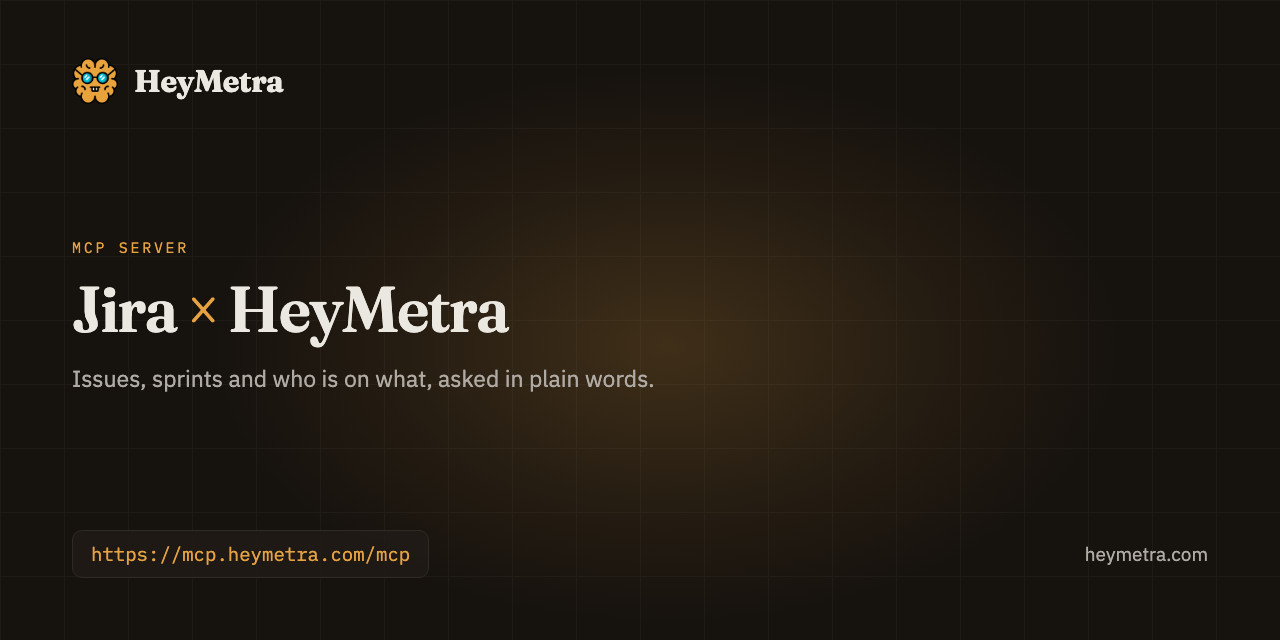 HeyMetra
MCP SERVER
Jira × HeyMetra
Issues, sprints and who is on what, asked in plain words.
https://mcp.heymetra.com/mcp
heymetra.com